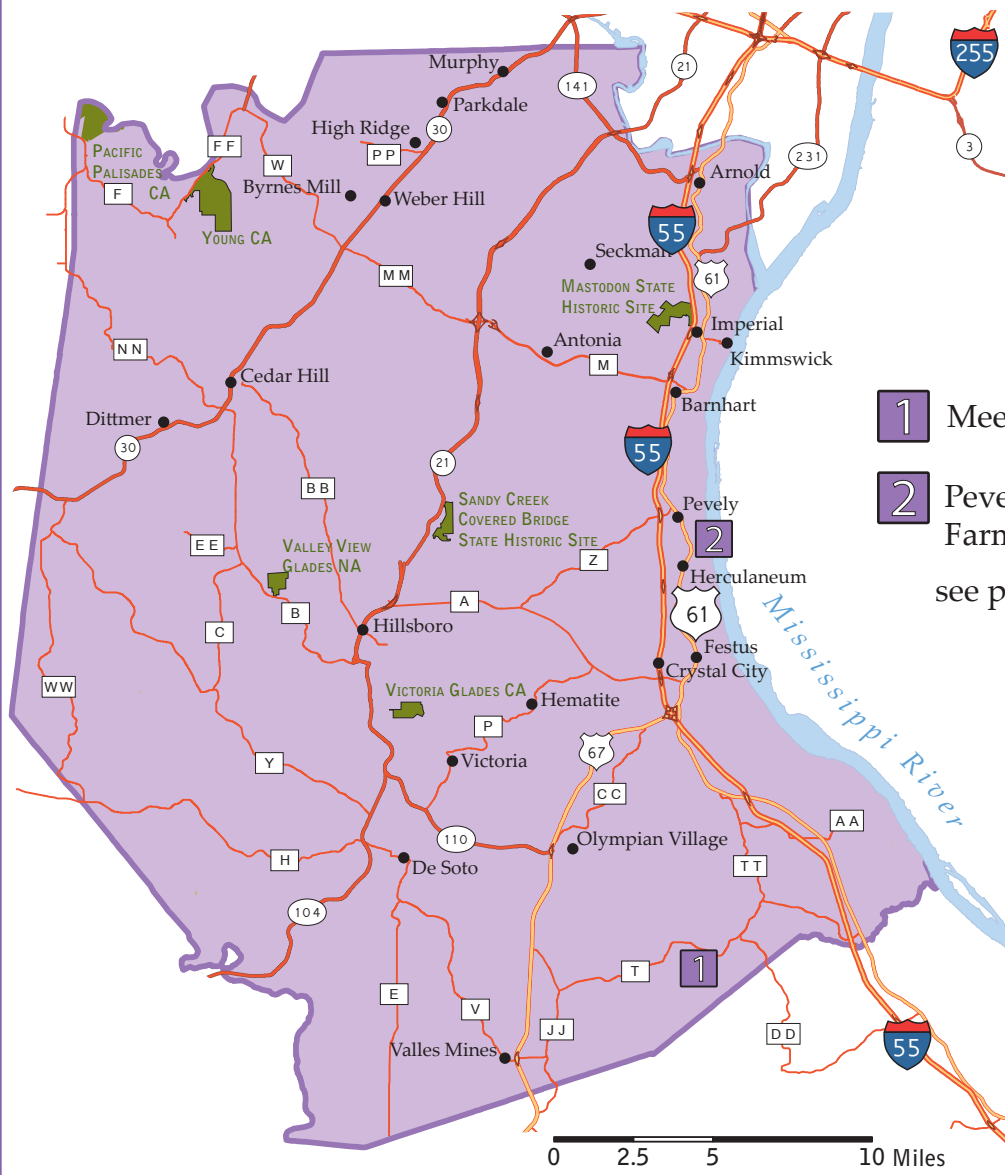 Murphy
141
21
255
Parkdale
High Ridge
30
PP
FF
W
231
3
PACIFIC
PALISADES
CA
F
Byrnes Mill
Weber Hill
Arnold
YOUNG CA
55
Seckman
MM
61
MASTODON STATE
HISTORIC SITE
Imperial
Kimmswick
NN
Antonia
M
Cedar Hill
Barnhart
Dittmer
1
Mee
30
55
21
BB
SANDY CREEK
COVERED BRIDGE
STATE HISTORIC SITE
Pevely
2
Peve
Farn
EE
VALLEY VIEW
GLADES NA
2
Z
Herculaneum
see p
B
A
61
C
Hillsboro
Mississippi River
Festus
Crystal City
WW
VICTORIA GLADES CA
Hematite
P
67
Y
Victoria
CC
110
Olympian Village
AA
H
De Soto
TT
104
T
1
E
V
JJ
DD
55
Valles Mines
0 2.5 5 10 Miles